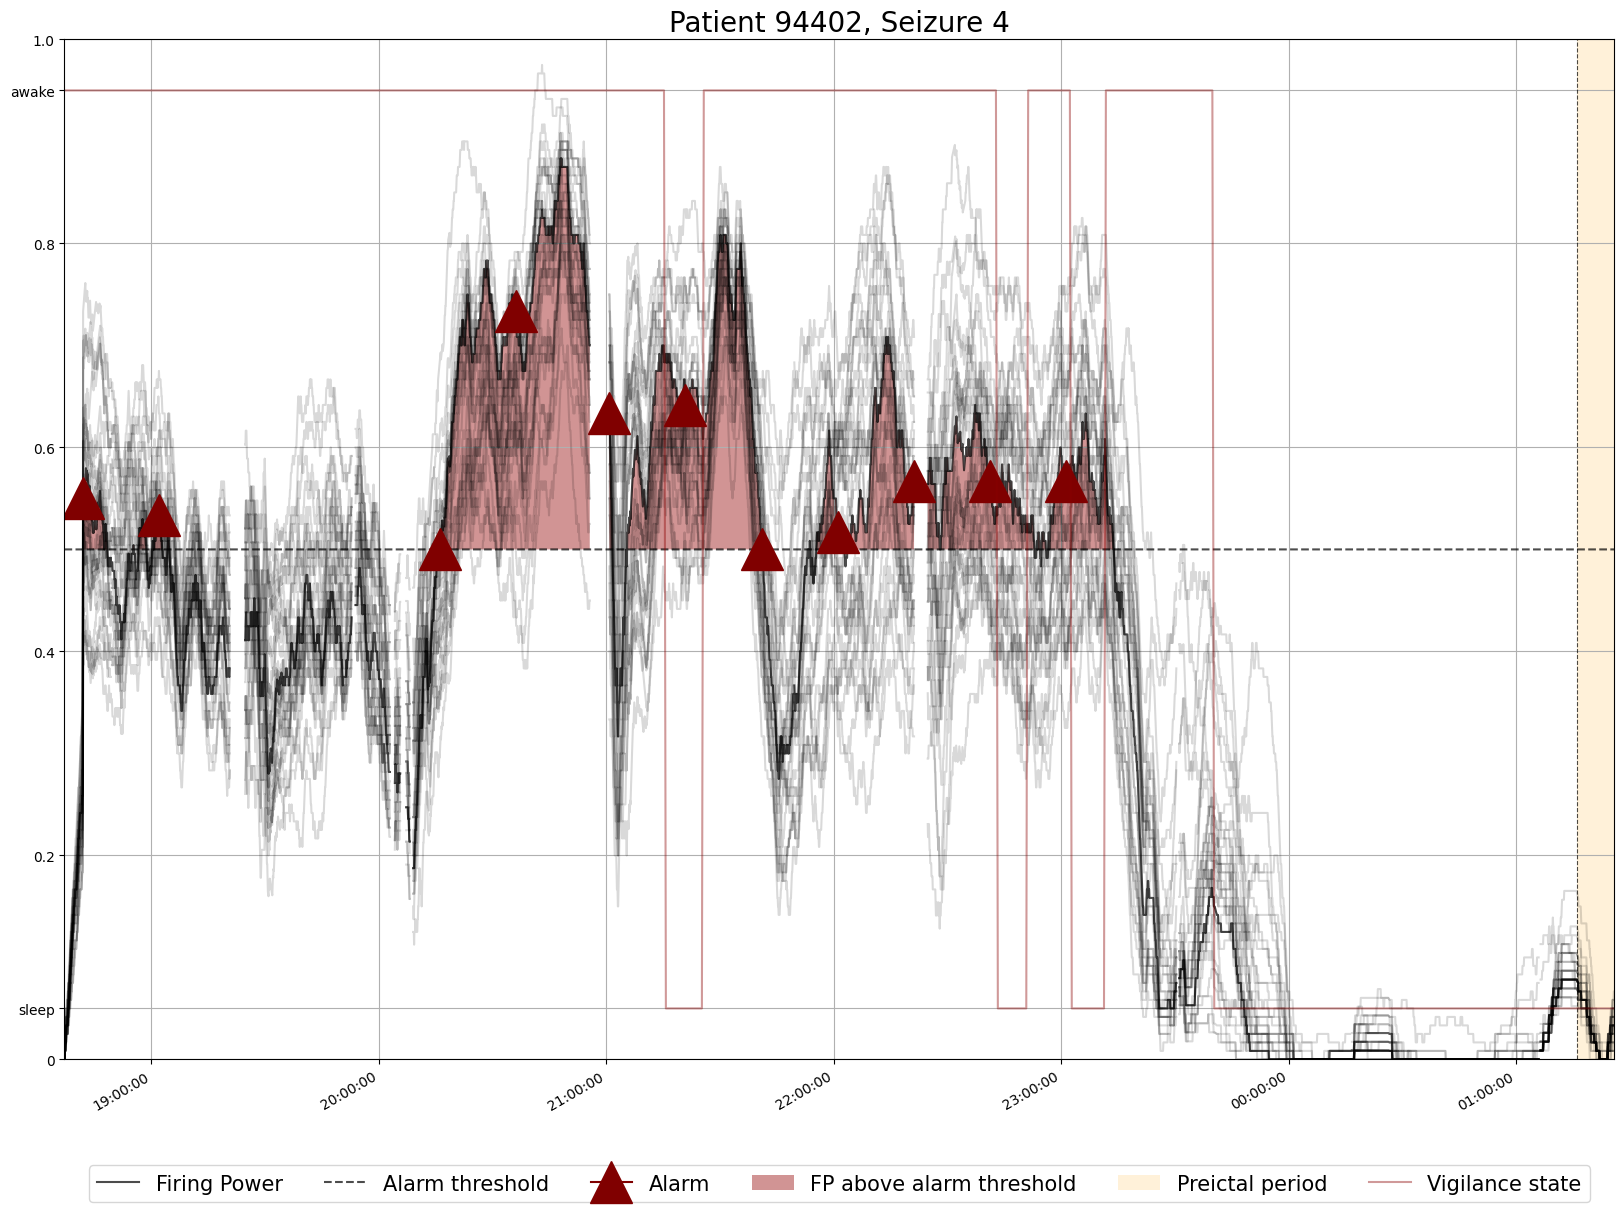 Patient 94402, Seizure 4
1.0
awake
0.8
0.6
0.4
0.2
sleep
0
19:00:00
20:00:00
21:00:00
22:00:00
23:00:00
00:00:00
01:00:00
Firing Power
Alarm threshold
Alarm
FP above alarm threshold
Preictal period
Vigilance state